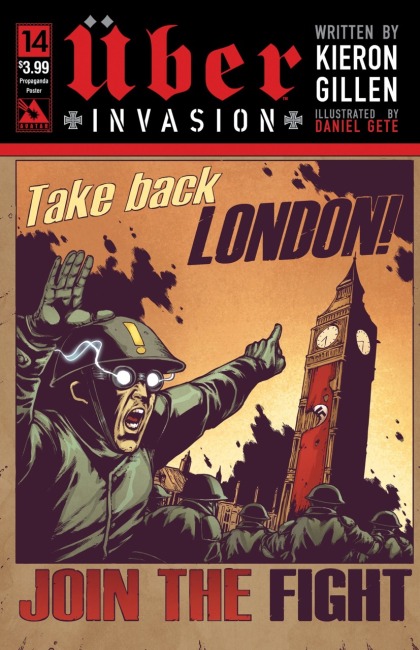 14
$3.99
Propaganda
Poster
AVATAR
Über
INVASION
WRITTEN BY
KIERON
GILLEN
ILLUSTRATED BY
DANIEL GETE
Take back
LONDON!
!
JOIN THE FIGHT